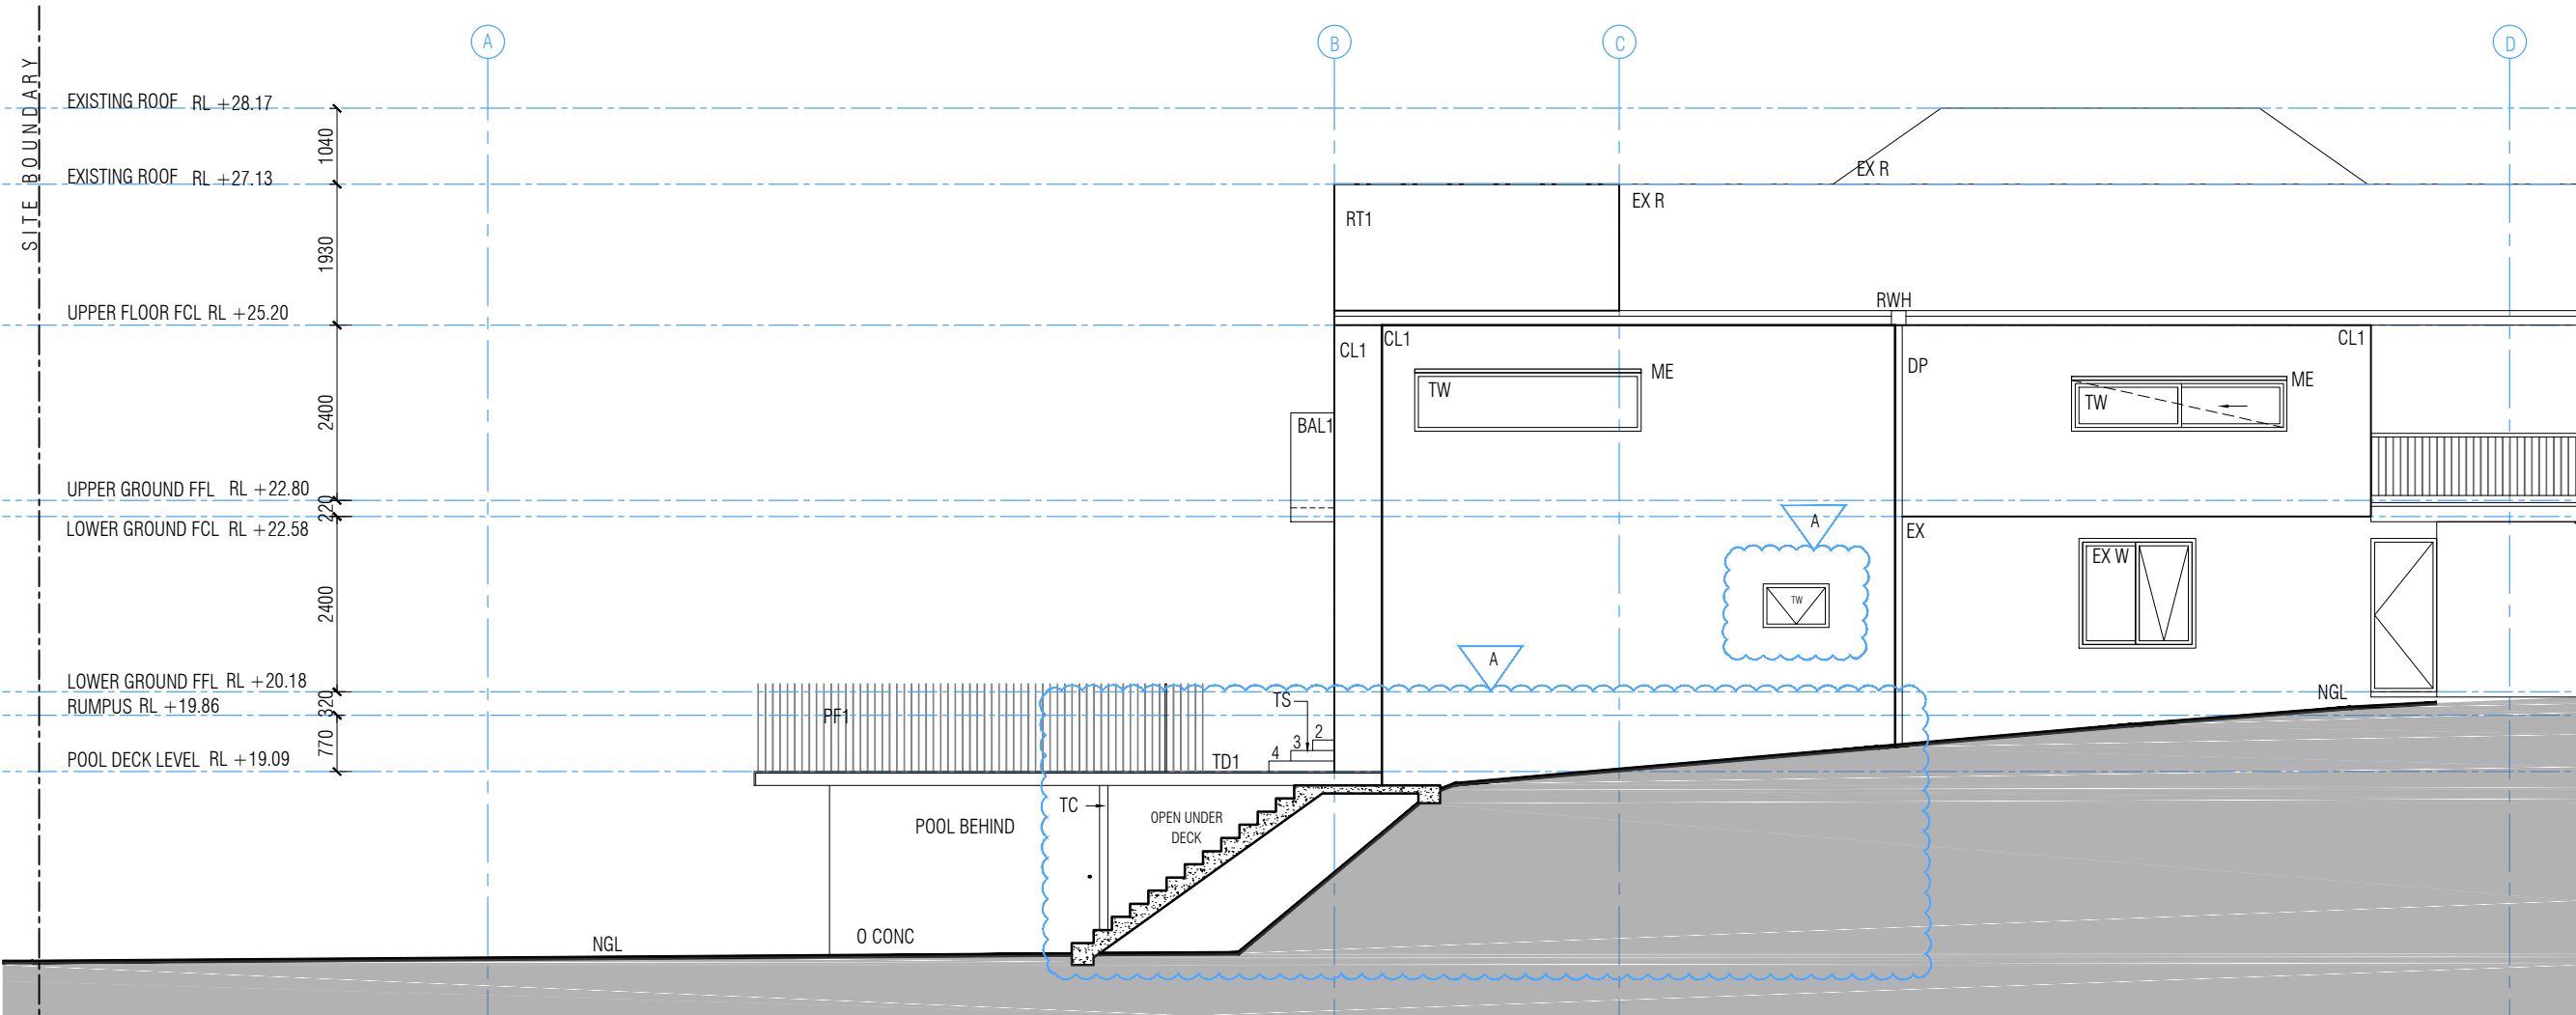 A
B
C
D
SITE BOUNDARY
EXISTING ROOF RL +28.17
1040
EXISTING ROOF RL +27.13
1930
UPPER FLOOR FCL RL +25.20
2400
UPPER GROUND FFL RL +22.80
220
LOWER GROUND FCL RL +22.58
2400
LOWER GROUND FFL RL +20.18
320
RUMPUS RL +19.86
770
POOL DECK LEVEL RL +19.09
EX R
EX R
RT1
RWH
CL1
CL1
CL1
DP
ME
TW
ME
TW
BAL1
A
EX
EX W
TW
A
NGL
PF1
TS
2
3
4
TD1
TC
OPEN UNDER
DECK
POOL BEHIND
O CONC
NGL